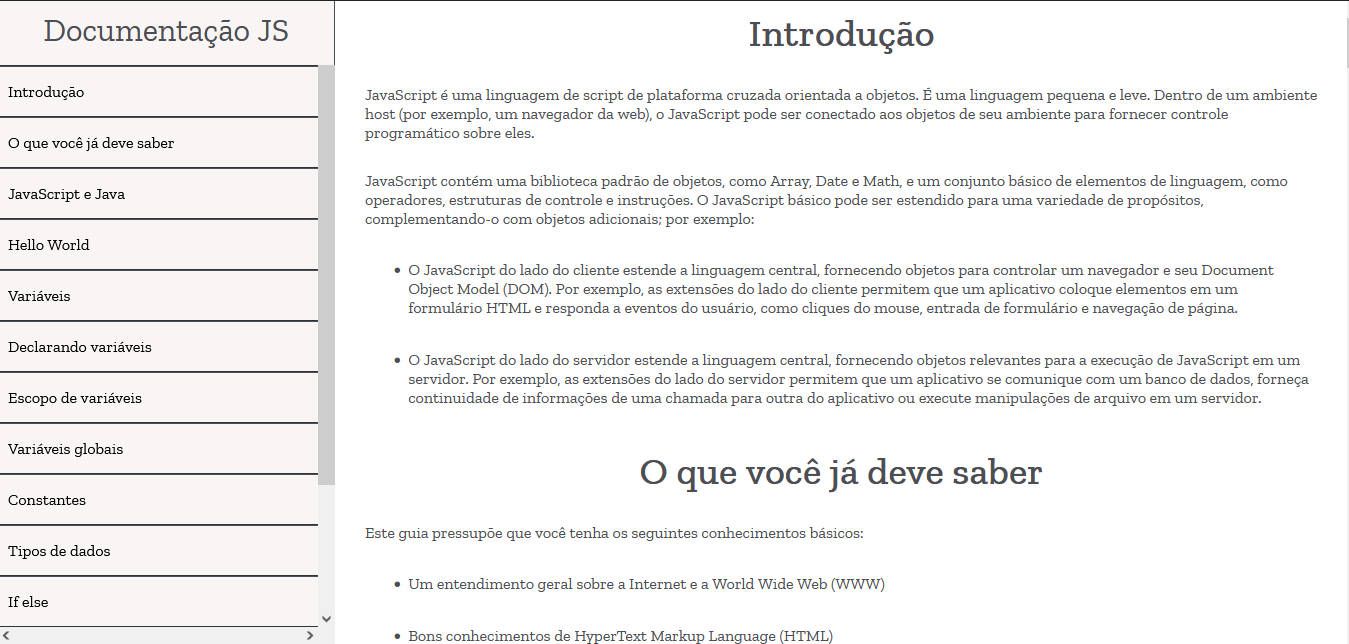 Documentação JS
Introdução
O que você já deve saber
JavaScript e Java
Hello World
Variáveis
Declarando variáveis
Escopo de variáveis
Variáveis globais
Constantes
Tipos de dados
If else
Introdução
JavaScript é uma linguagem de script de plataforma cruzada orientada a objetos. É uma linguagem pequena e leve. Dentro de um ambiente
host (por exemplo, um navegador da web), o JavaScript pode ser conectado aos objetos de seu ambiente para fornecer controle
programático sobre eles.
JavaScript contém uma biblioteca padrão de objetos, como Array, Date e Math, e um conjunto básico de elementos de linguagem, como
operadores, estruturas de controle e instruções. O JavaScript básico pode ser estendido para uma variedade de propósitos,
complementando-o com objetos adicionais; por exemplo:
• O JavaScript do lado do cliente estende a linguagem central, fornecendo objetos para controlar um navegador e seu Document
Object Model (DOM). Por exemplo, as extensões do lado do cliente permitem que um aplicativo coloque elementos em um
formulário HTML e responda a eventos do usuário, como cliques do mouse, entrada de formulário e navegação de página.
• O JavaScript do lado do servidor estende a linguagem central, fornecendo objetos relevantes para a execução de JavaScript em um
servidor. Por exemplo, as extensões do lado do servidor permitem que um aplicativo se comunique com um banco de dados, forneça
continuidade de informações de uma chamada para outra do aplicativo ou execute manipulações de arquivo em um servidor.
O que você já deve saber
Este guia pressupõe que você tenha os seguintes conhecimentos básicos:
• Um entendimento geral sobre a Internet e a World Wide Web (WWW)
• Bons conhecimentos de HyperText Markup Language (HTML)